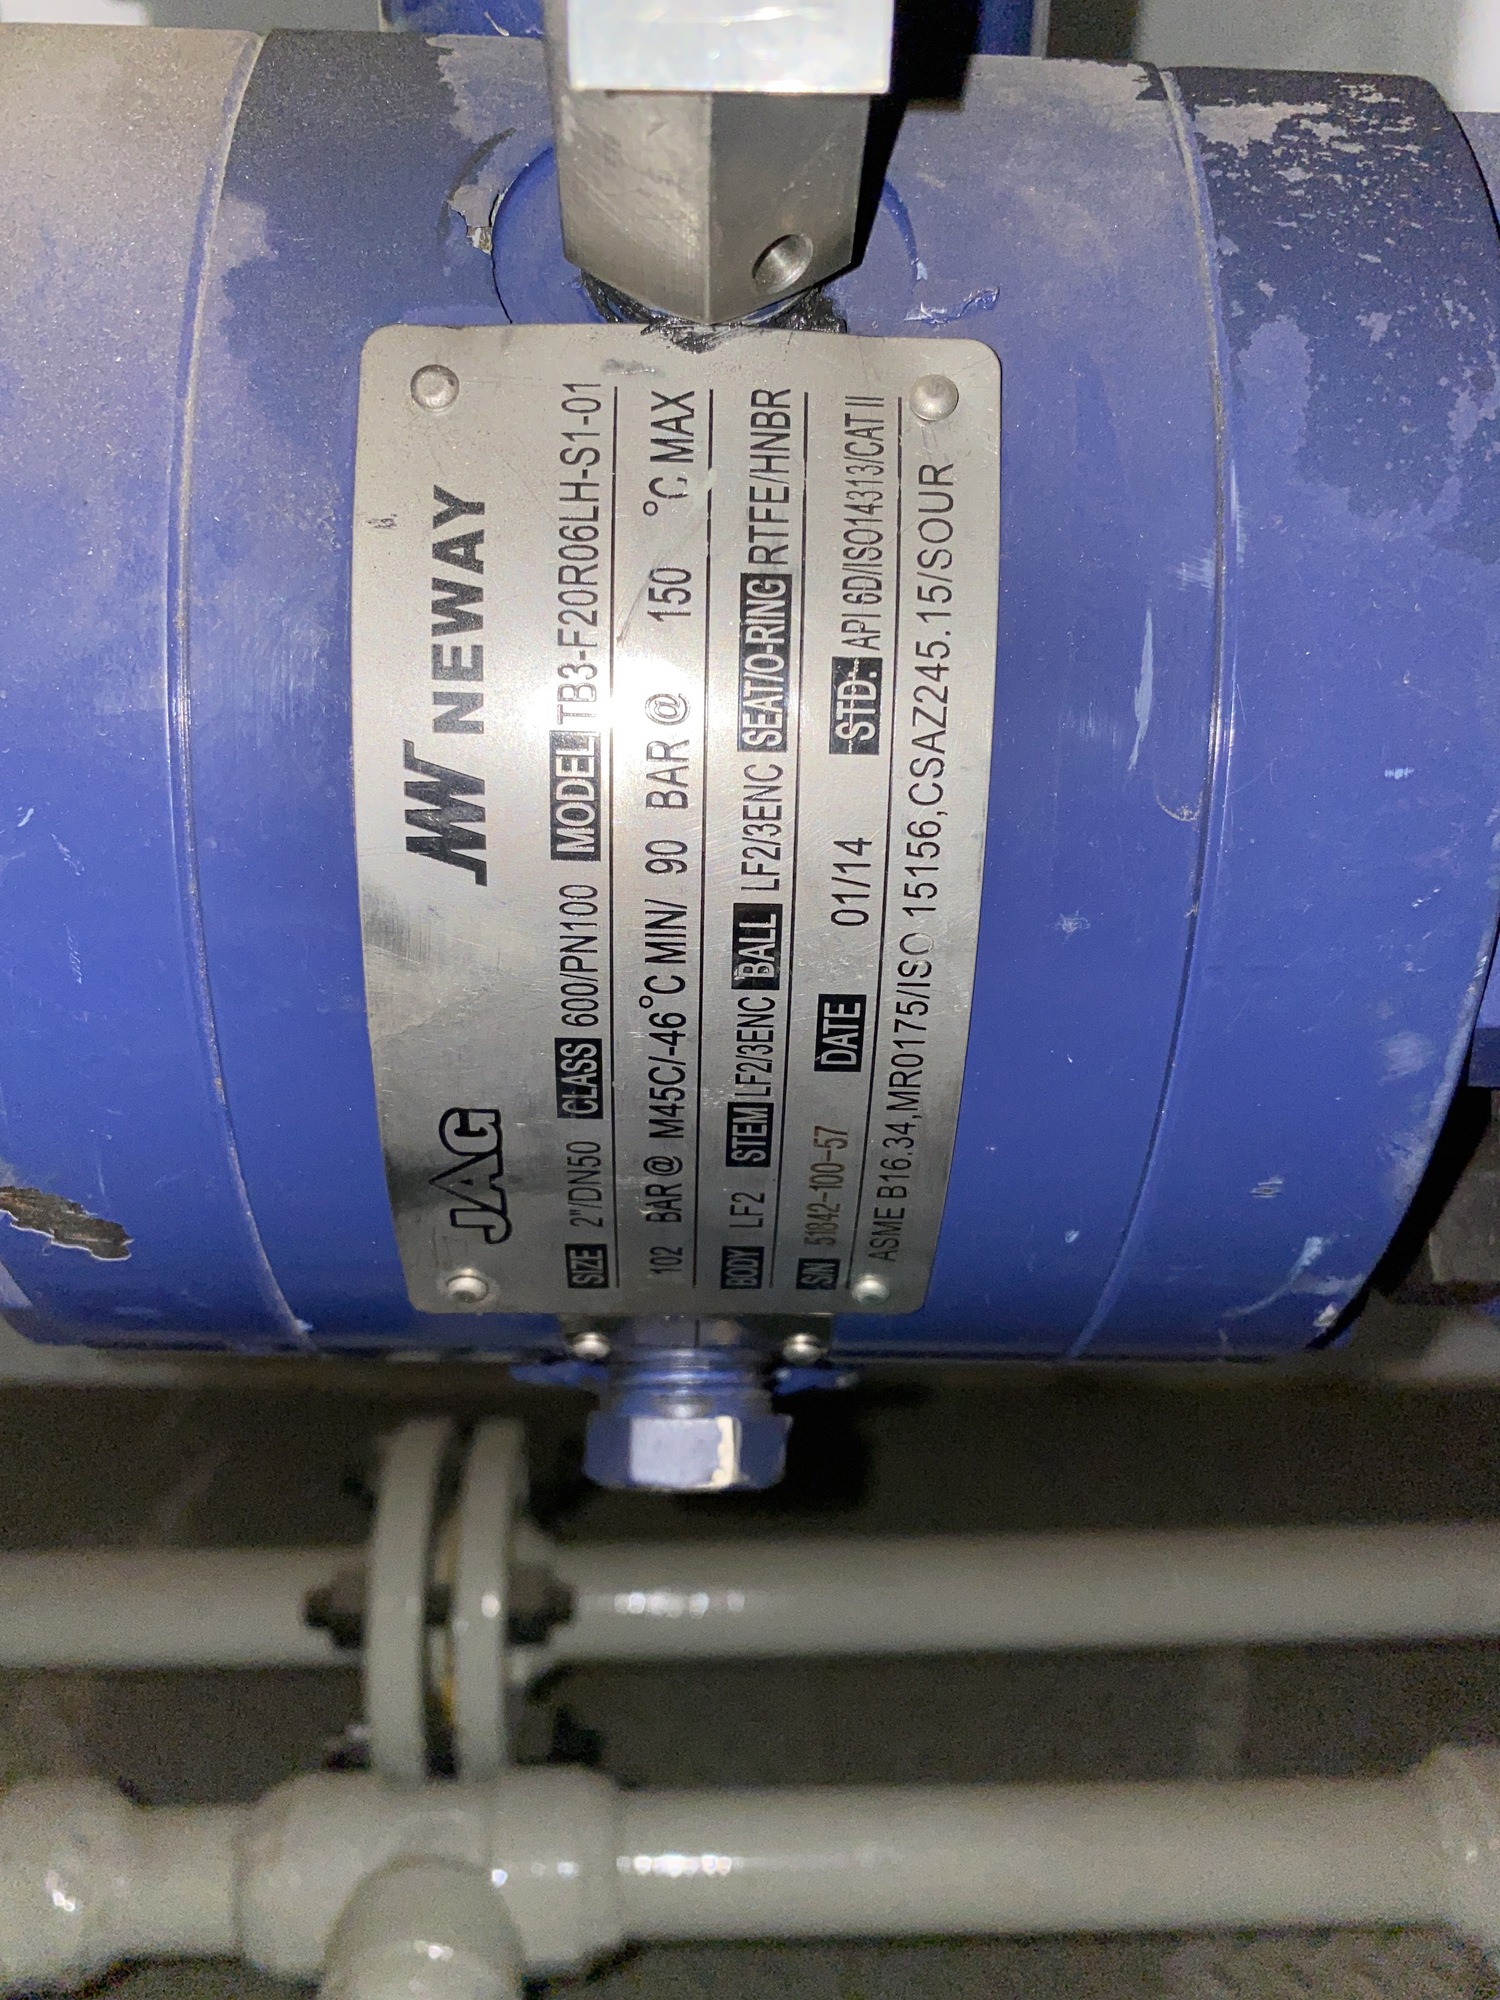 JAG NEWAY
SIZE 2"/DN50 CLASS 600/PN100 MODEL TB3-F20R06LH-S1-01
102 BAR@ M45C/-46°C MIN/ 90 BAR@ 150 °C MAX
BODY LF2 STEM LF2/3ENC BALL LF2/3ENC SEAT/O-RING RTFE/HNBR
S/N 51842-100-57 DATE 01/14 STD: API 6D/ISO14313/CAT II
ASME B16.34,MR0175/ISO 15156,CSAZ245.15/SOUR